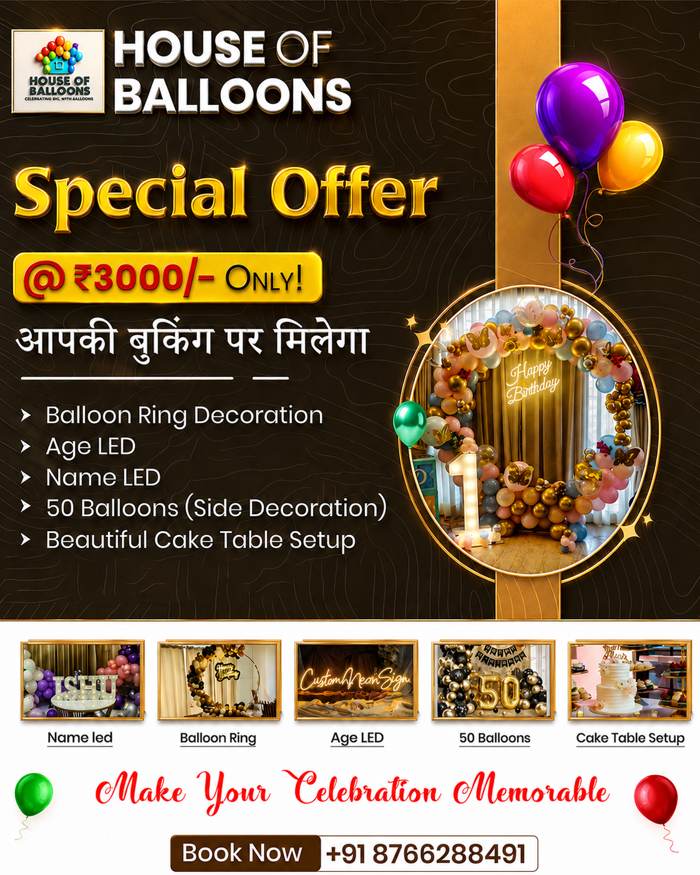 HOUSE OF
BALLOONS
CELEBRATING BIG, WITH BALLOONS
HOUSE OF
BALLOONS
Special Offer
@ ₹3000/- ONLY!
आपकी बुकिंग पर मिलेगा
Balloon Ring Decoration
Age LED
Name LED
50 Balloons (Side Decoration)
Beautiful Cake Table Setup
Happy
Birthday
1
ISHU
Custom Neon Sign
50
Name led
Balloon Ring
Age LED
50 Balloons
Cake Table Setup
Make Your Celebration Memorable
Book Now +91 8766288491